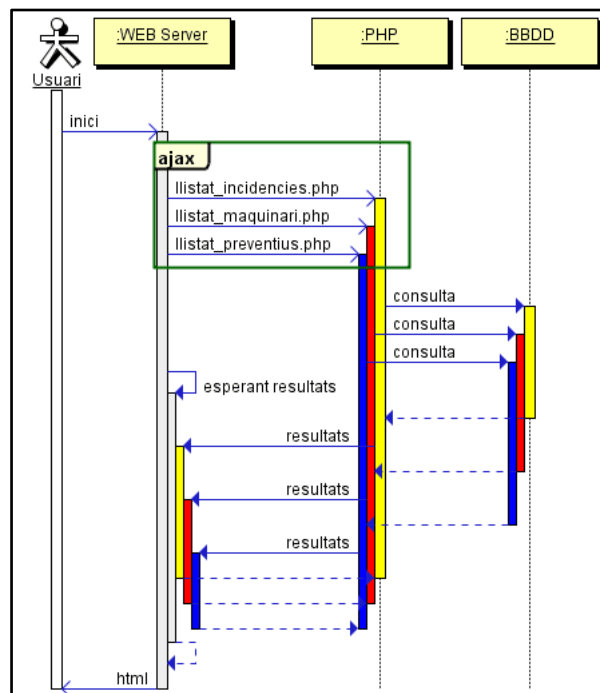 :WEB Server
:PHP
:BBDD
Usuari
inici
ajax
llistat_incidencies.php
llistat_maquinari.php
llistat_preventius.php
consulta
consulta
consulta
esperant resultats
resultats
resultats
resultats
html